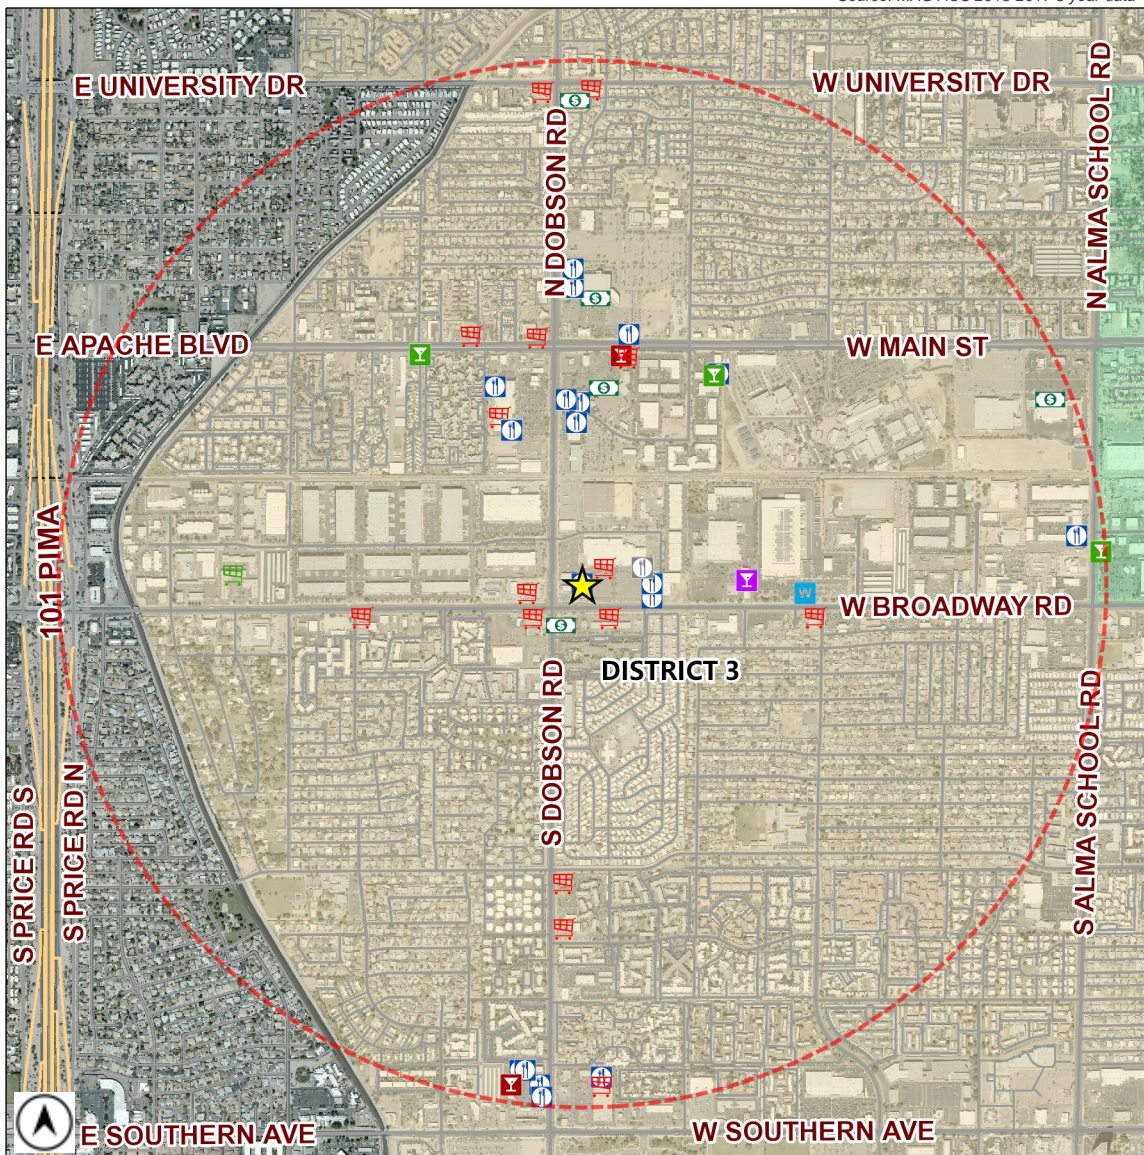 E UNIVERSITY DR
W UNIVERSITY DR
N ALMA SCHOOL RD
N DOBSON RD
E APACHE BLVD
W MAIN ST
101 PIMA
W
W BROADWAY RD
DISTRICT 3
S DOBSON RD
S ALMA SCHOOL RD
S PRICE RD S
S PRICE RD N
E SOUTHERN AVE
W SOUTHERN AVE